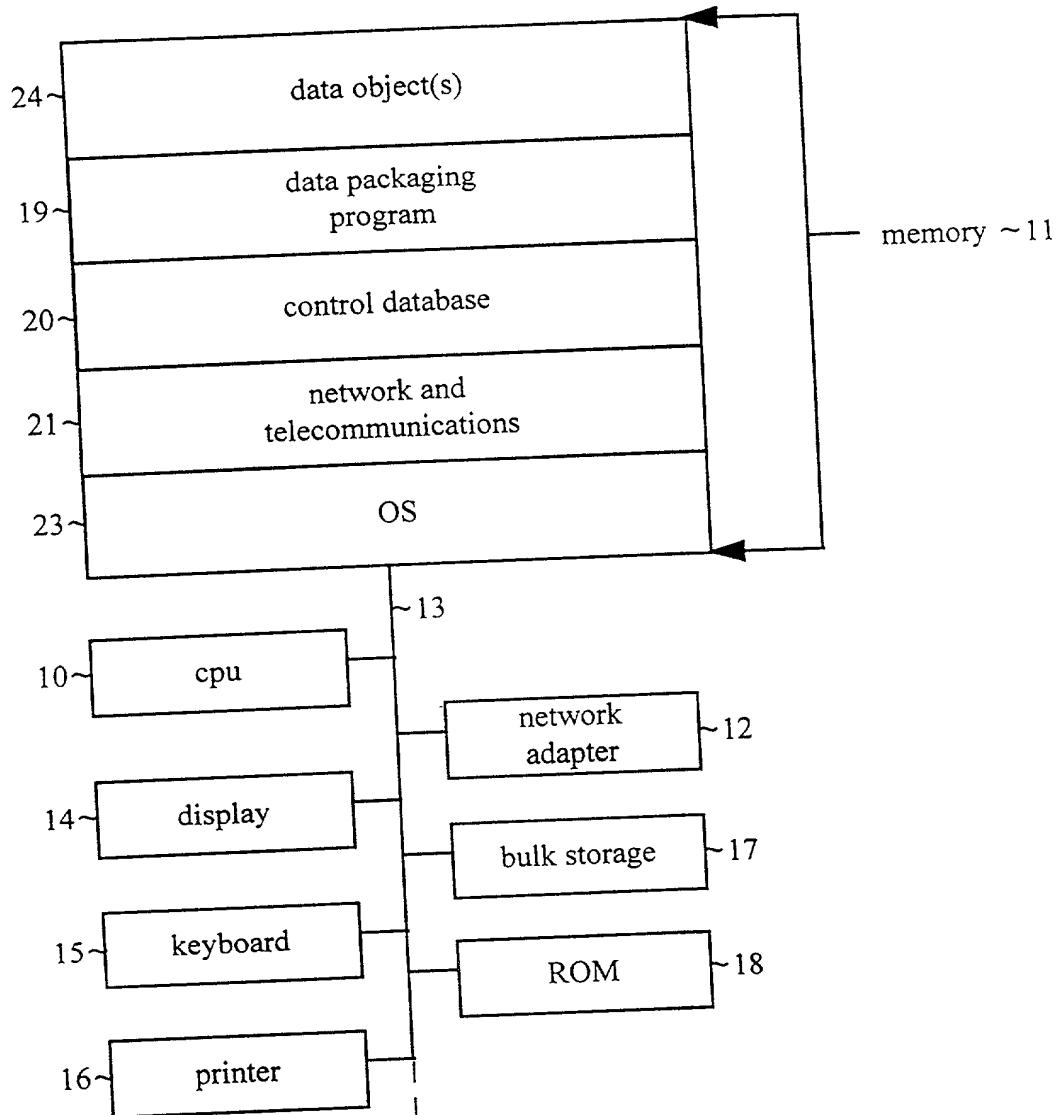 24~ data object(s)
19~ data packaging
program
memory ~11
20~ control database
21~ network and
telecommunications
23~ OS
~13
10~ cpu
network
adapter ~12
14~ display
bulk storage ~17
15~ keyboard
ROM ~18
16~ printer